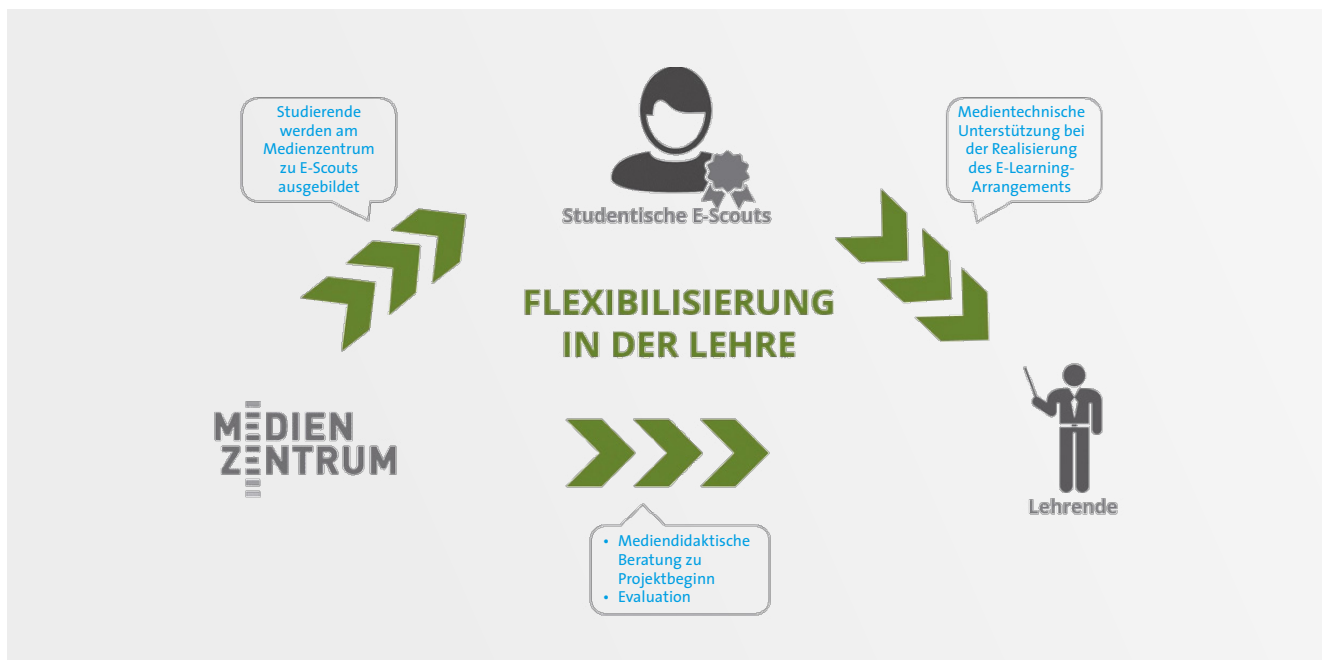 Studierende
werden am
Medienzentrum
zu E-Scouts
ausgebildet
Studentische E-Scouts
Medientechnische
Unterstützung bei
der Realisierung
des E-Learning-
Arrangements
FLEXIBILISIERUNG
IN DER LEHRE
MEDIEN
ZENTRUM
Lehrende
• Mediendidaktische
Beratung zu
Projektbeginn
• Evaluation